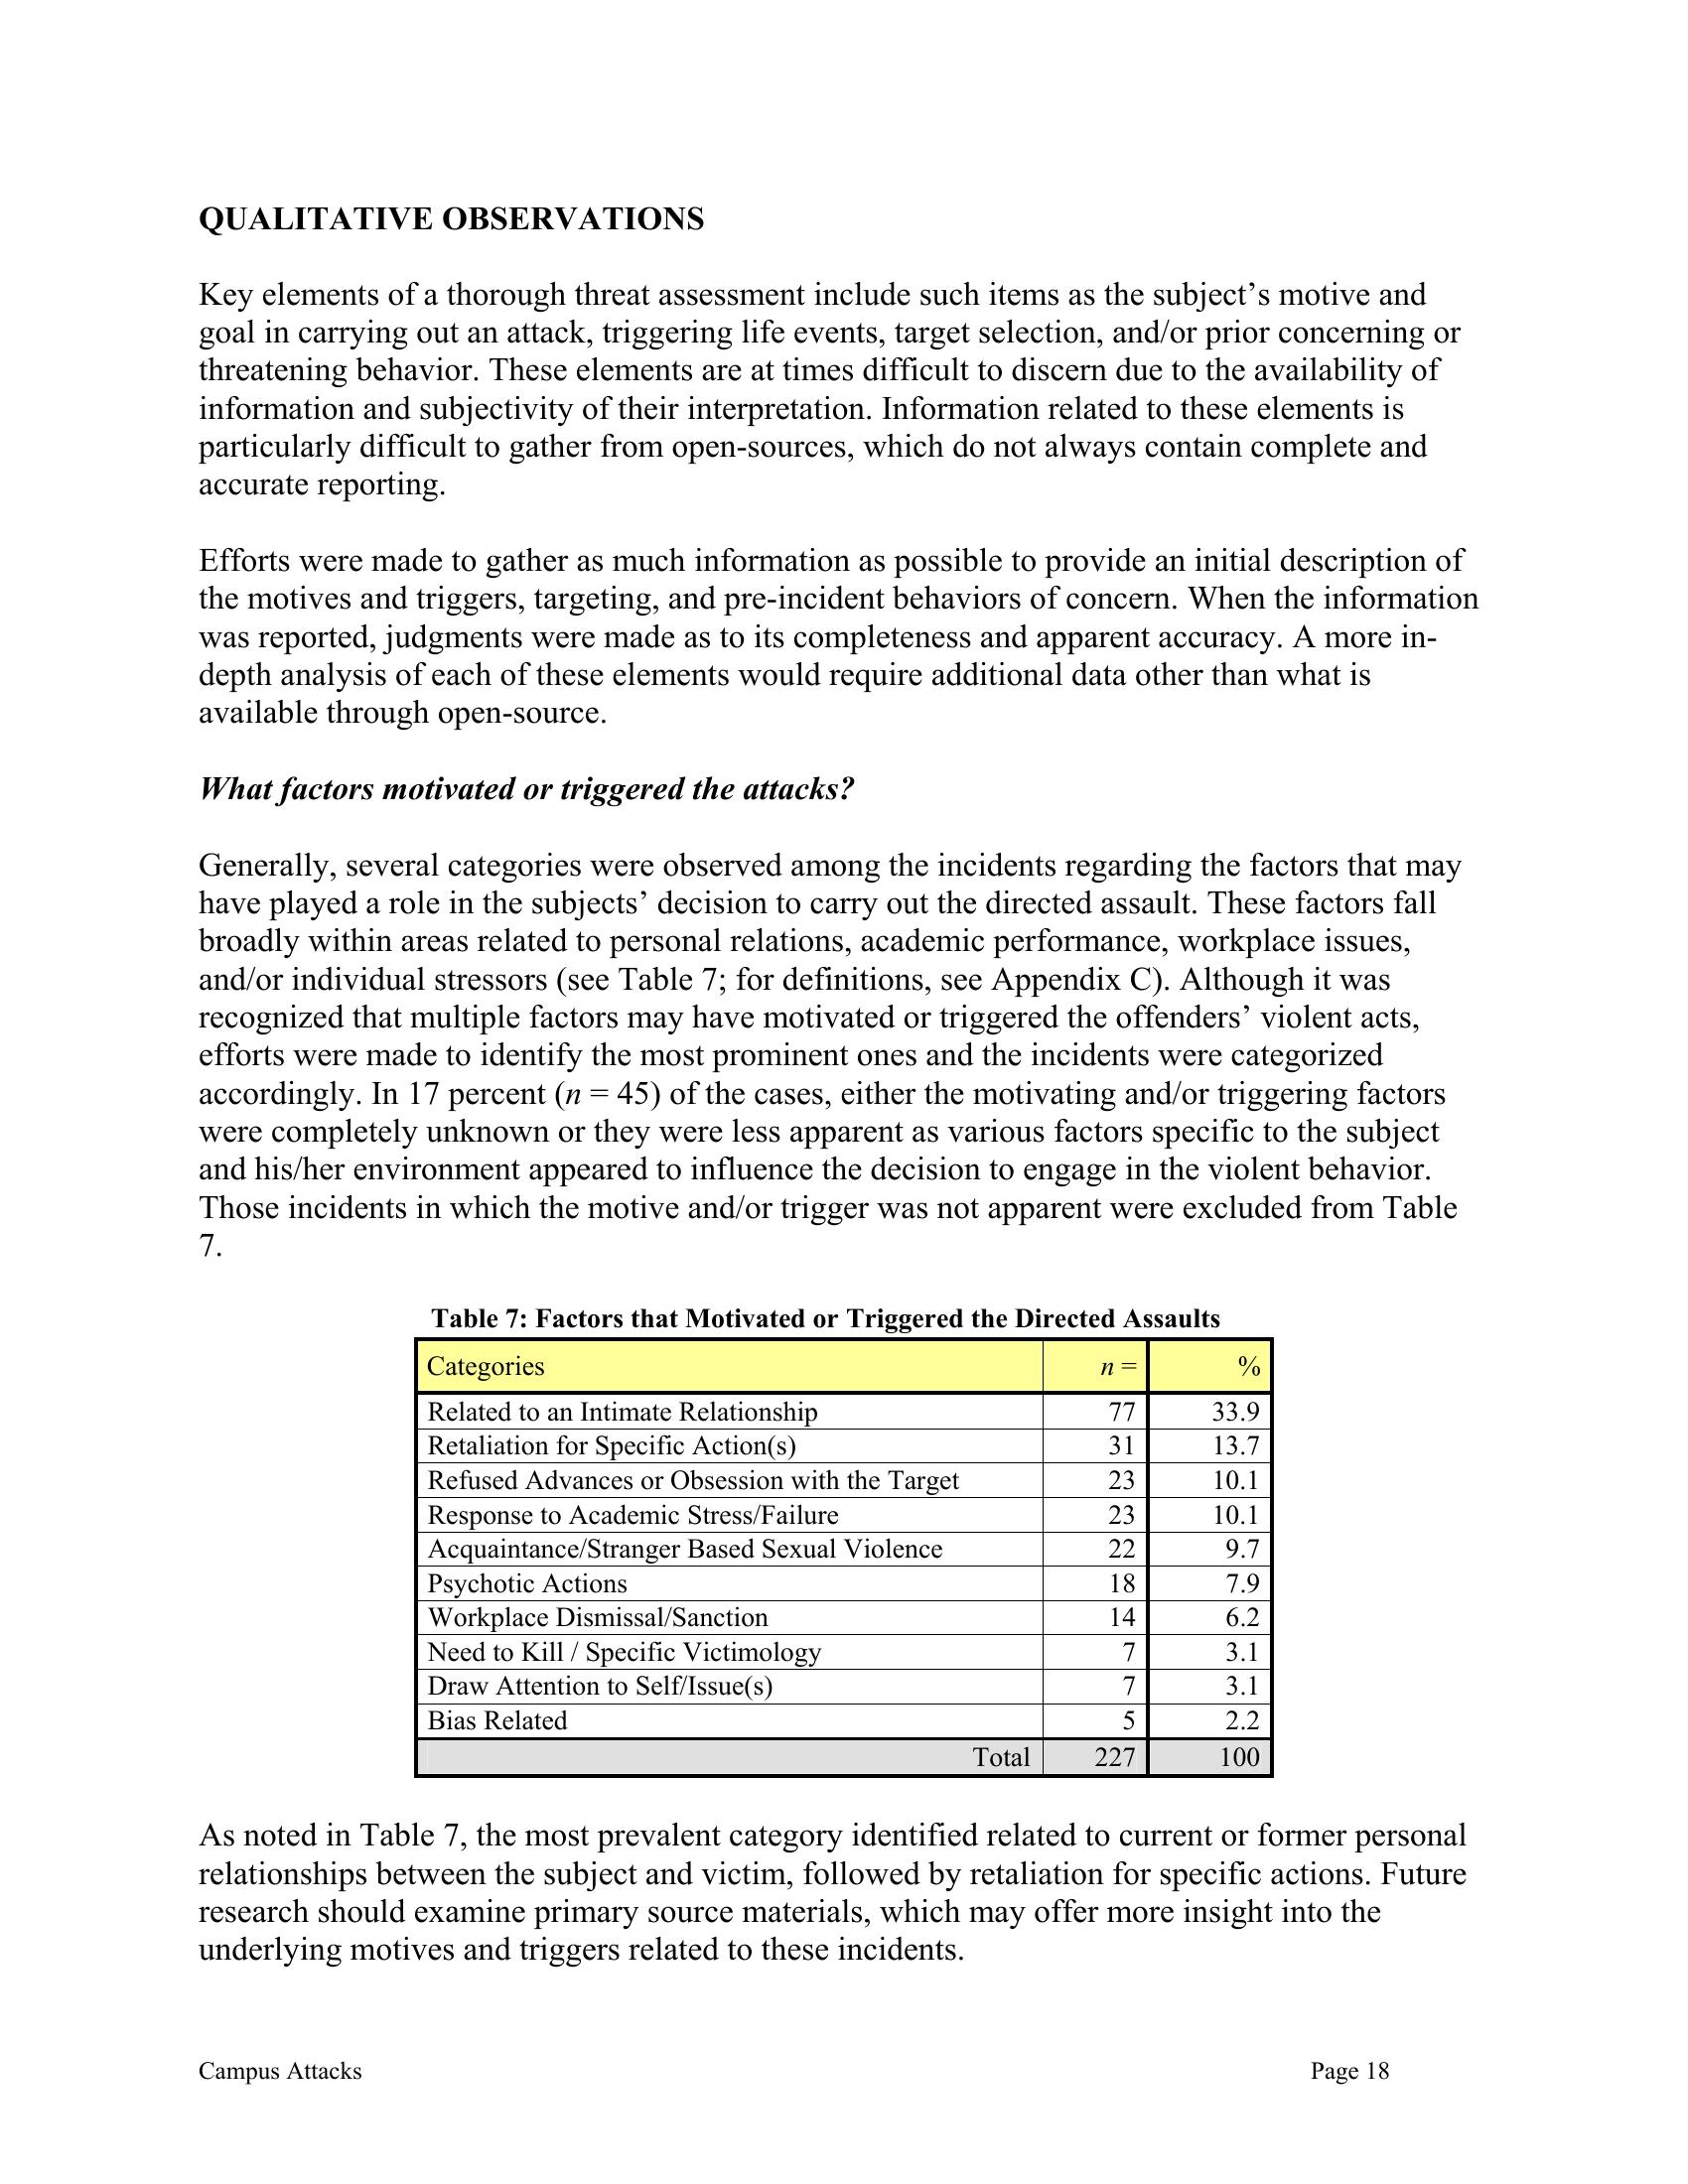 QUALITATIVE OBSERVATIONS
Key elements of a thorough threat assessment include such items as the subject’s motive and
goal in carrying out an attack, triggering life events, target selection, and/or prior concerning or
threatening behavior. These elements are at times difficult to discern due to the availability of
information and subjectivity of their interpretation. Information related to these elements is
particularly difficult to gather from open-sources, which do not always contain complete and
accurate reporting.
Efforts were made to gather as much information as possible to provide an initial description of
the motives and triggers, targeting, and pre-incident behaviors of concern. When the information
was reported, judgments were made as to its completeness and apparent accuracy. A more in-
depth analysis of each of these elements would require additional data other than what is
available through open-source.
What factors motivated or triggered the attacks?
Generally, several categories were observed among the incidents regarding the factors that may
have played a role in the subjects’ decision to carry out the directed assault. These factors fall
broadly within areas related to personal relations, academic performance, workplace issues,
and/or individual stressors (see Table 7; for definitions, see Appendix C). Although it was
recognized that multiple factors may have motivated or triggered the offenders’ violent acts,
efforts were made to identify the most prominent ones and the incidents were categorized
accordingly. In 17 percent (n = 45) of the cases, either the motivating and/or triggering factors
were completely unknown or they were less apparent as various factors specific to the subject
and his/her environment appeared to influence the decision to engage in the violent behavior.
Those incidents in which the motive and/or trigger was not apparent were excluded from Table
7.
Table 7: Factors that Motivated or Triggered the Directed Assaults
Categories n = %
Related to an Intimate Relationship 77 33.9
Retaliation for Specific Action(s) 31 13.7
Refused Advances or Obsession with the Target 23 10.1
Response to Academic Stress/Failure 23 10.1
Acquaintance/Stranger Based Sexual Violence 22 9.7
Psychotic Actions 18 7.9
Workplace Dismissal/Sanction 14 6.2
Need to Kill / Specific Victimology 7 3.1
Draw Attention to Self/Issue(s) 7 3.1
Bias Related 5 2.2
Total 227 100
As noted in Table 7, the most prevalent category identified related to current or former personal
relationships between the subject and victim, followed by retaliation for specific actions. Future
research should examine primary source materials, which may offer more insight into the
underlying motives and triggers related to these incidents.
Campus Attacks Page 18